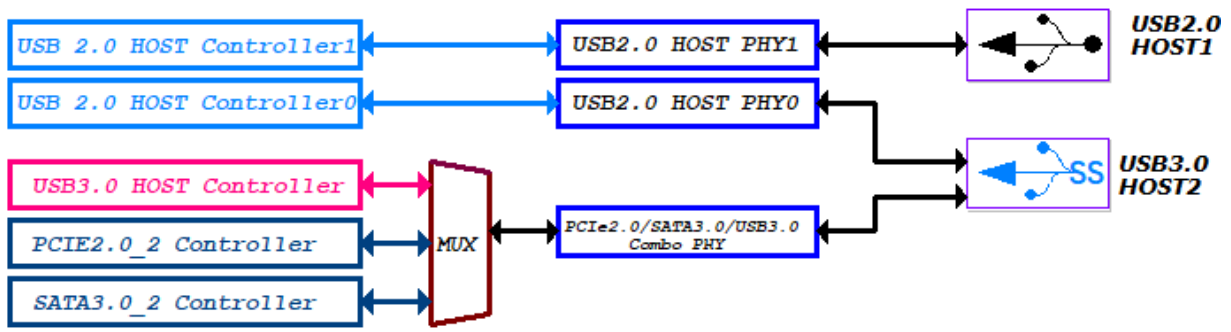 USB 2.0 HOST Controller1
USB2.0 HOST PHY1
USB2.0
HOST1
USB 2.0 HOST Controller0
USB2.0 HOST PHY0
USB3.0 HOST Controller
SS
USB3.0
HOST2
PCIE2.0_2 Controller
MUX
PCIe2.0/SATA3.0/USB3.0
Combo PHY
SATA3.0_2 Controller